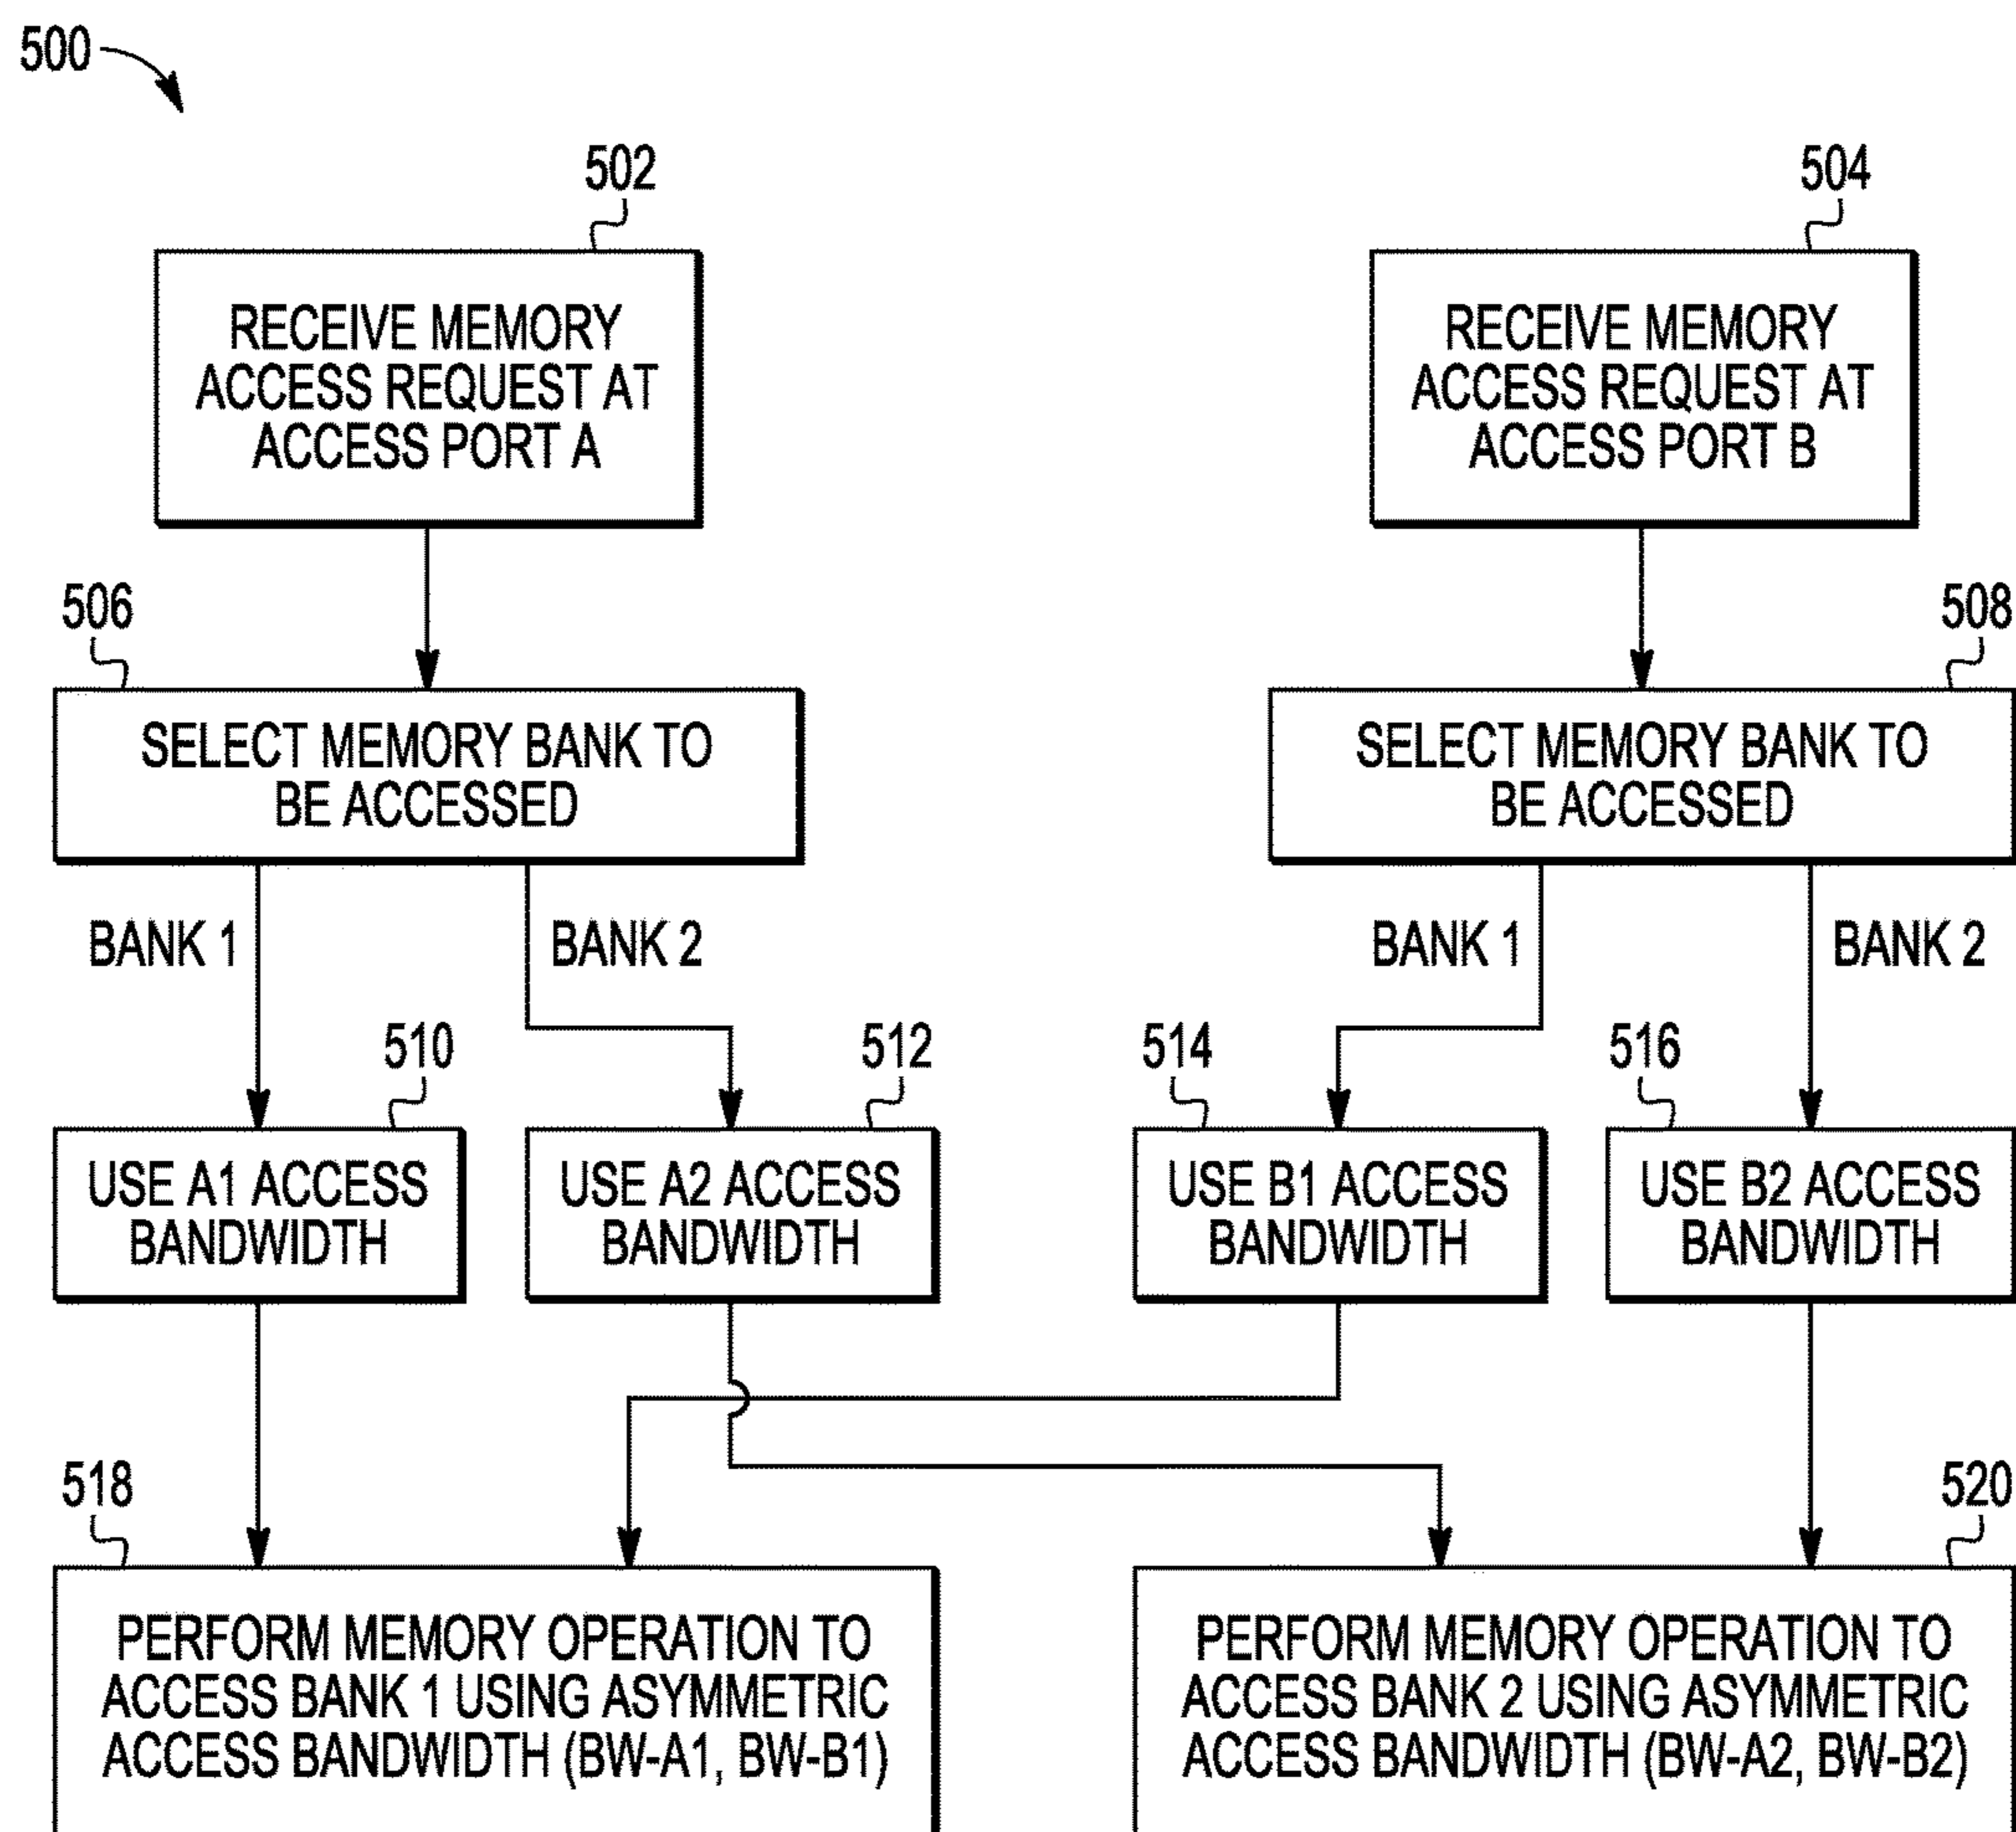 500
502
504
RECEIVE MEMORY
ACCESS REQUEST AT
ACCESS PORT A
RECEIVE MEMORY
ACCESS REQUEST AT
ACCESS PORT B
506
508
SELECT MEMORY BANK TO
BE ACCESSED
SELECT MEMORY BANK TO
BE ACCESSED
BANK 1
BANK 2
BANK 1
BANK 2
510
512
514
516
USE A1 ACCESS
BANDWIDTH
USE A2 ACCESS
BANDWIDTH
USE B1 ACCESS
BANDWIDTH
USE B2 ACCESS
BANDWIDTH
518
520
PERFORM MEMORY OPERATION TO
ACCESS BANK 1 USING ASYMMETRIC
ACCESS BANDWIDTH (BW-A1, BW-B1)
PERFORM MEMORY OPERATION TO
ACCESS BANK 2 USING ASYMMETRIC
ACCESS BANDWIDTH (BW-A2, BW-B2)